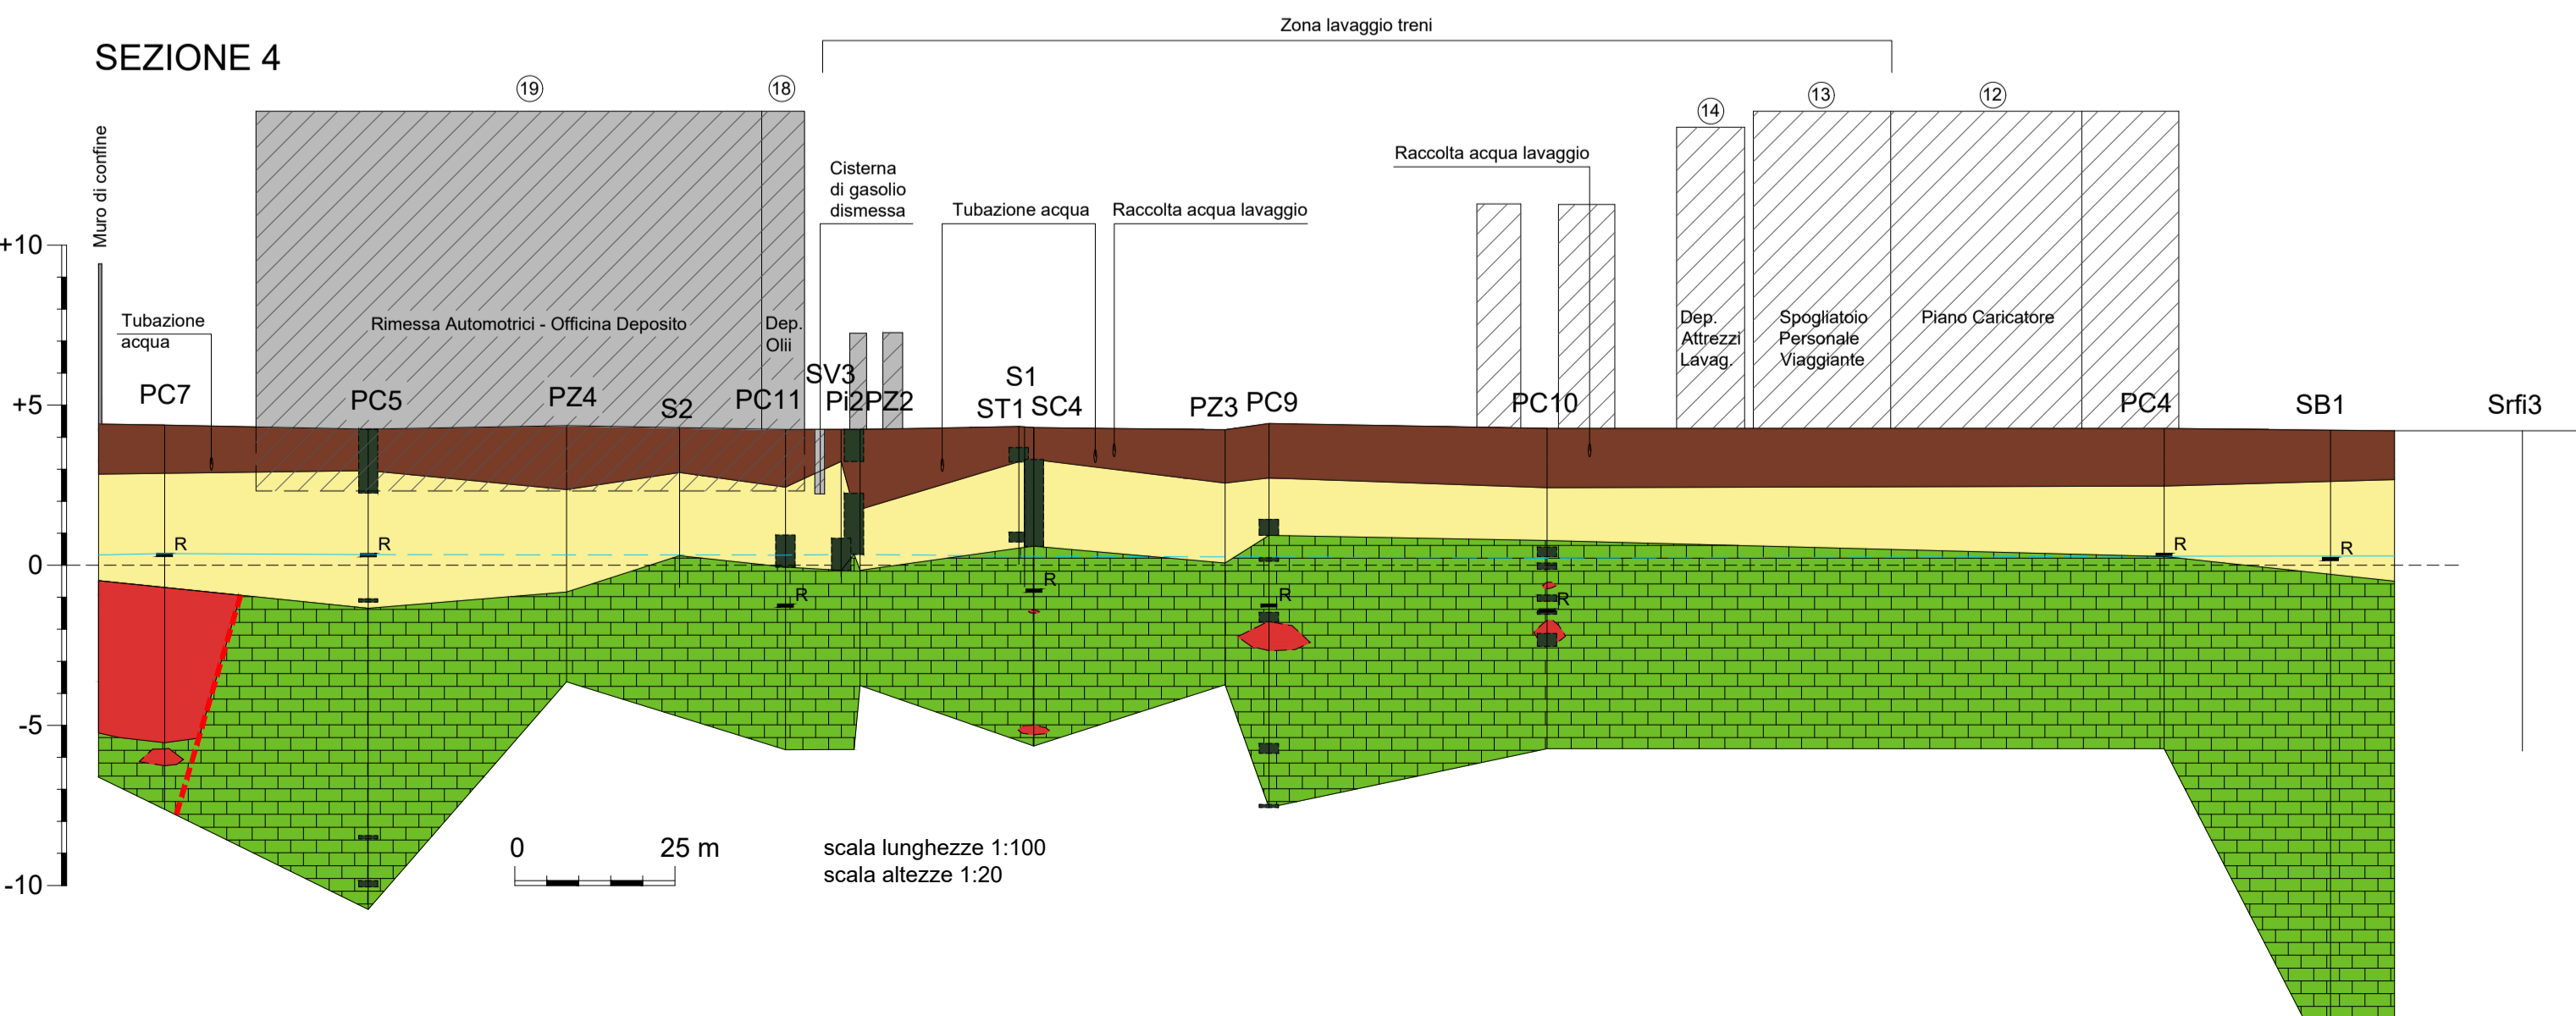 Zona lavaggio treni
SEZIONE 4
19
18
14
13
12
Muro di confine
Cisterna
di gasolio
dismessa
Raccolta acqua lavaggio
Tubazione acqua
Raccolta acqua lavaggio
+10
Tubazione
acqua
Rimessa Automotrici - Officina Deposito
Dep.
Olii
Dep.
Attrezzi
Lavag.
Spogliatoio
Personale
Viaggiante
Piano Caricatore
+5
PC7
PC5
PZ4
S2
PC11
SV3
Pi2
PZ2
S1
ST1
SC4
PZ3
PC9
PC10
PC4
SB1
Srfi3
R
R
R
R
R
R
R
R
0
-5
-10
0
25 m
scala lunghezze 1:100
scala altezze 1:20